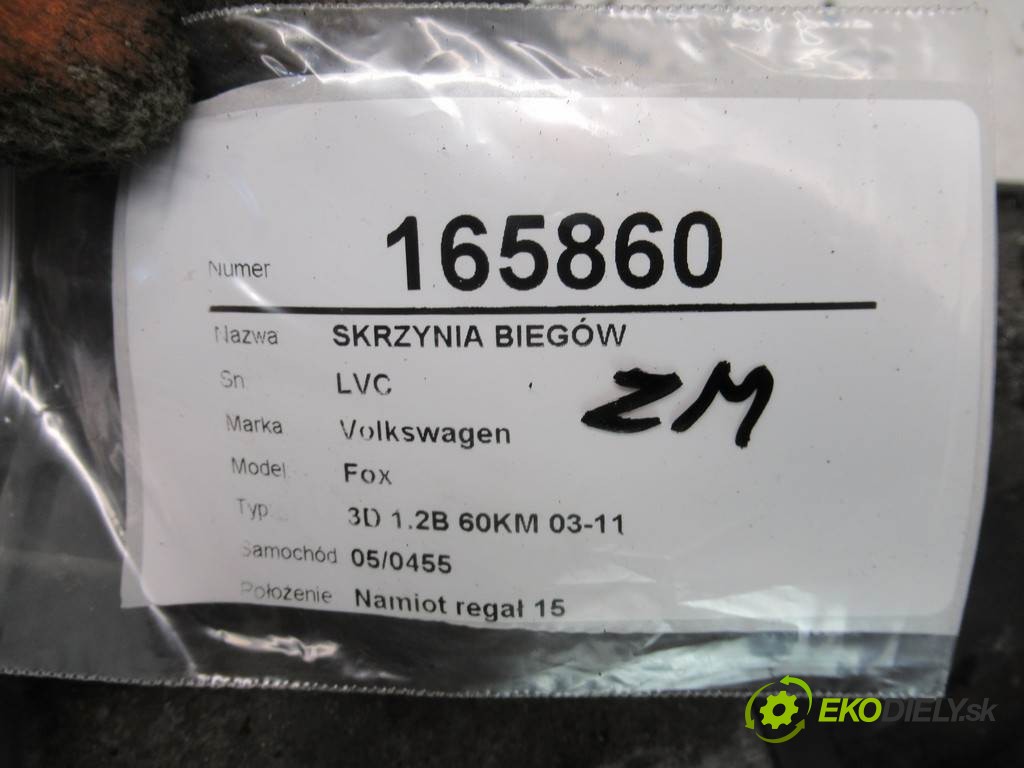 Numer 165860
Nazwa SKRZYNIA BIEGÓW
Sn LVC
ZM
Marka Volkswagen
Model Fox
Typ 3D 1.2B 60KM 03-11
Samochód 05/0455
Położenie Namiot regał 15
EKODIELY.sk